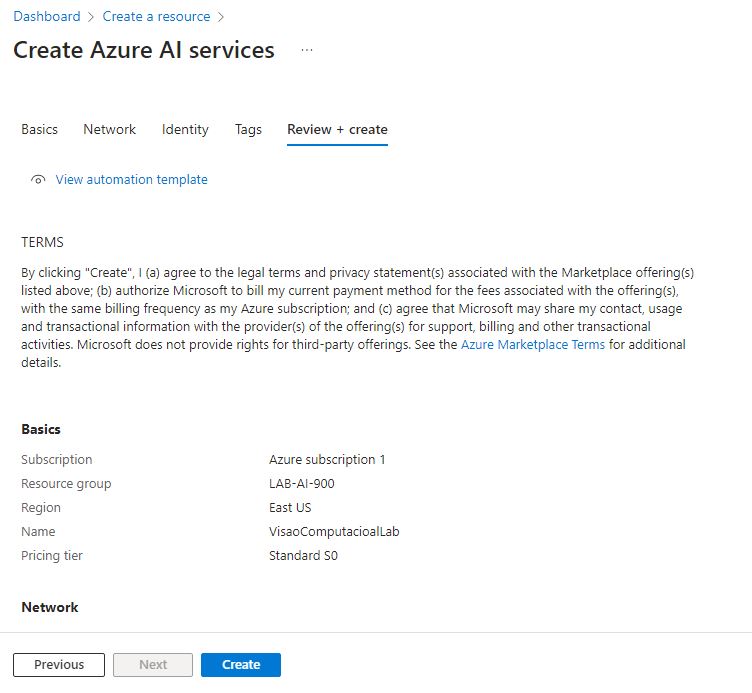 Dashboard > Create a resource >
Create Azure AI services ...
Basics Network Identity Tags Review + create
View automation template
TERMS
By clicking "Create", I (a) agree to the legal terms and privacy statement(s) associated with the Marketplace offering(s)
listed above; (b) authorize Microsoft to bill my current payment method for the fees associated with the offering(s),
with the same billing frequency as my Azure subscription; and (c) agree that Microsoft may share my contact, usage
and transactional information with the provider(s) of the offering(s) for support, billing and other transactional
activities. Microsoft does not provide rights for third-party offerings. See the Azure Marketplace Terms for additional
details.
Basics
Subscription Azure subscription 1
Resource group LAB-AI-900
Region East US
Name VisaoComputacioalLab
Pricing tier Standard S0
Network
Previous Next Create